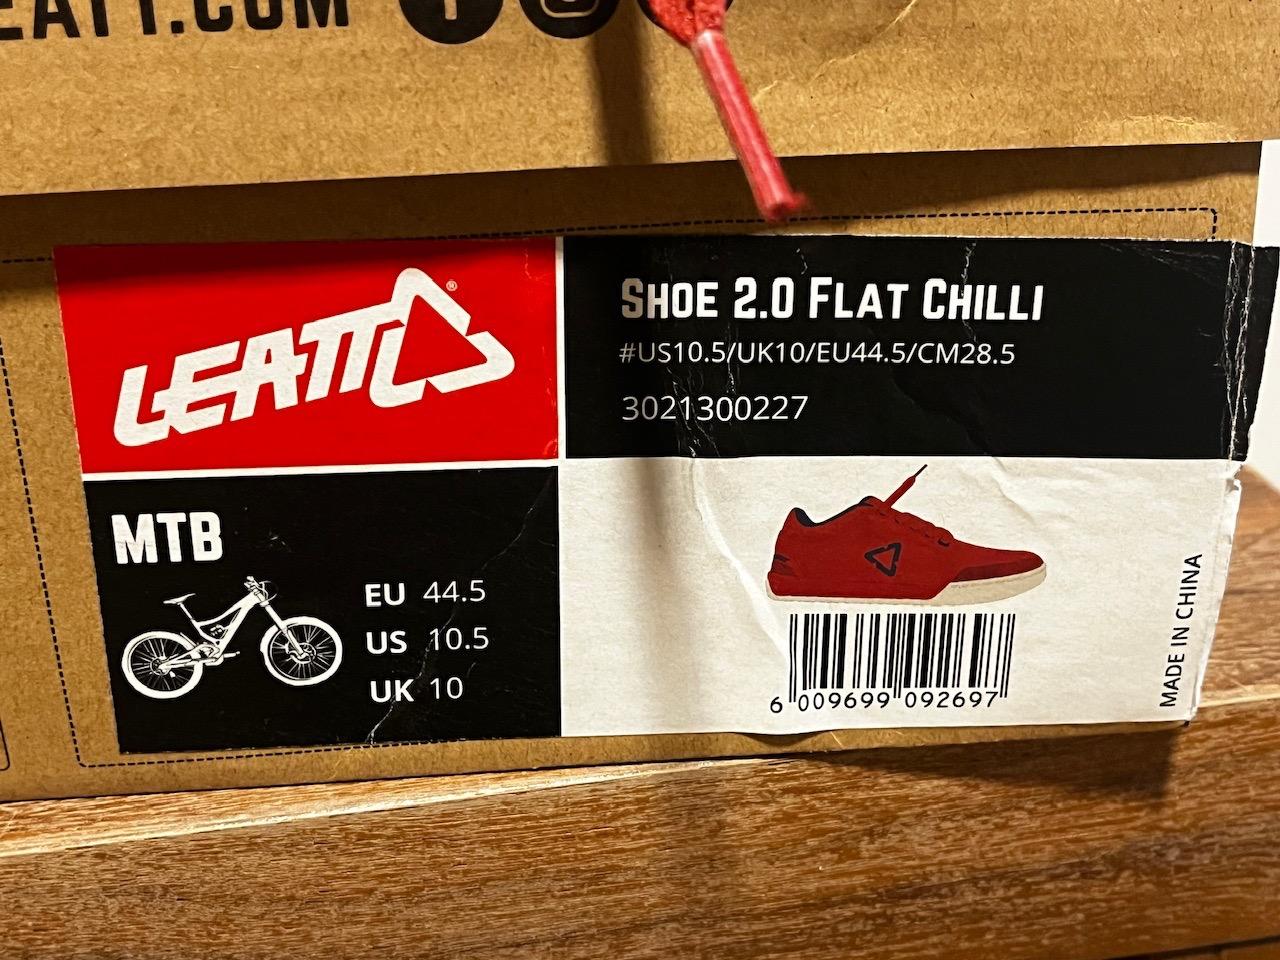 EATT.COM
LEATT®
SHOE 2.0 FLAT CHILLI
#US10.5/UK10/EU44.5/CM28.5
3021300227
MTB
EU 44.5
US 10.5
UK 10
6 009699 092697
MADE IN CHINA